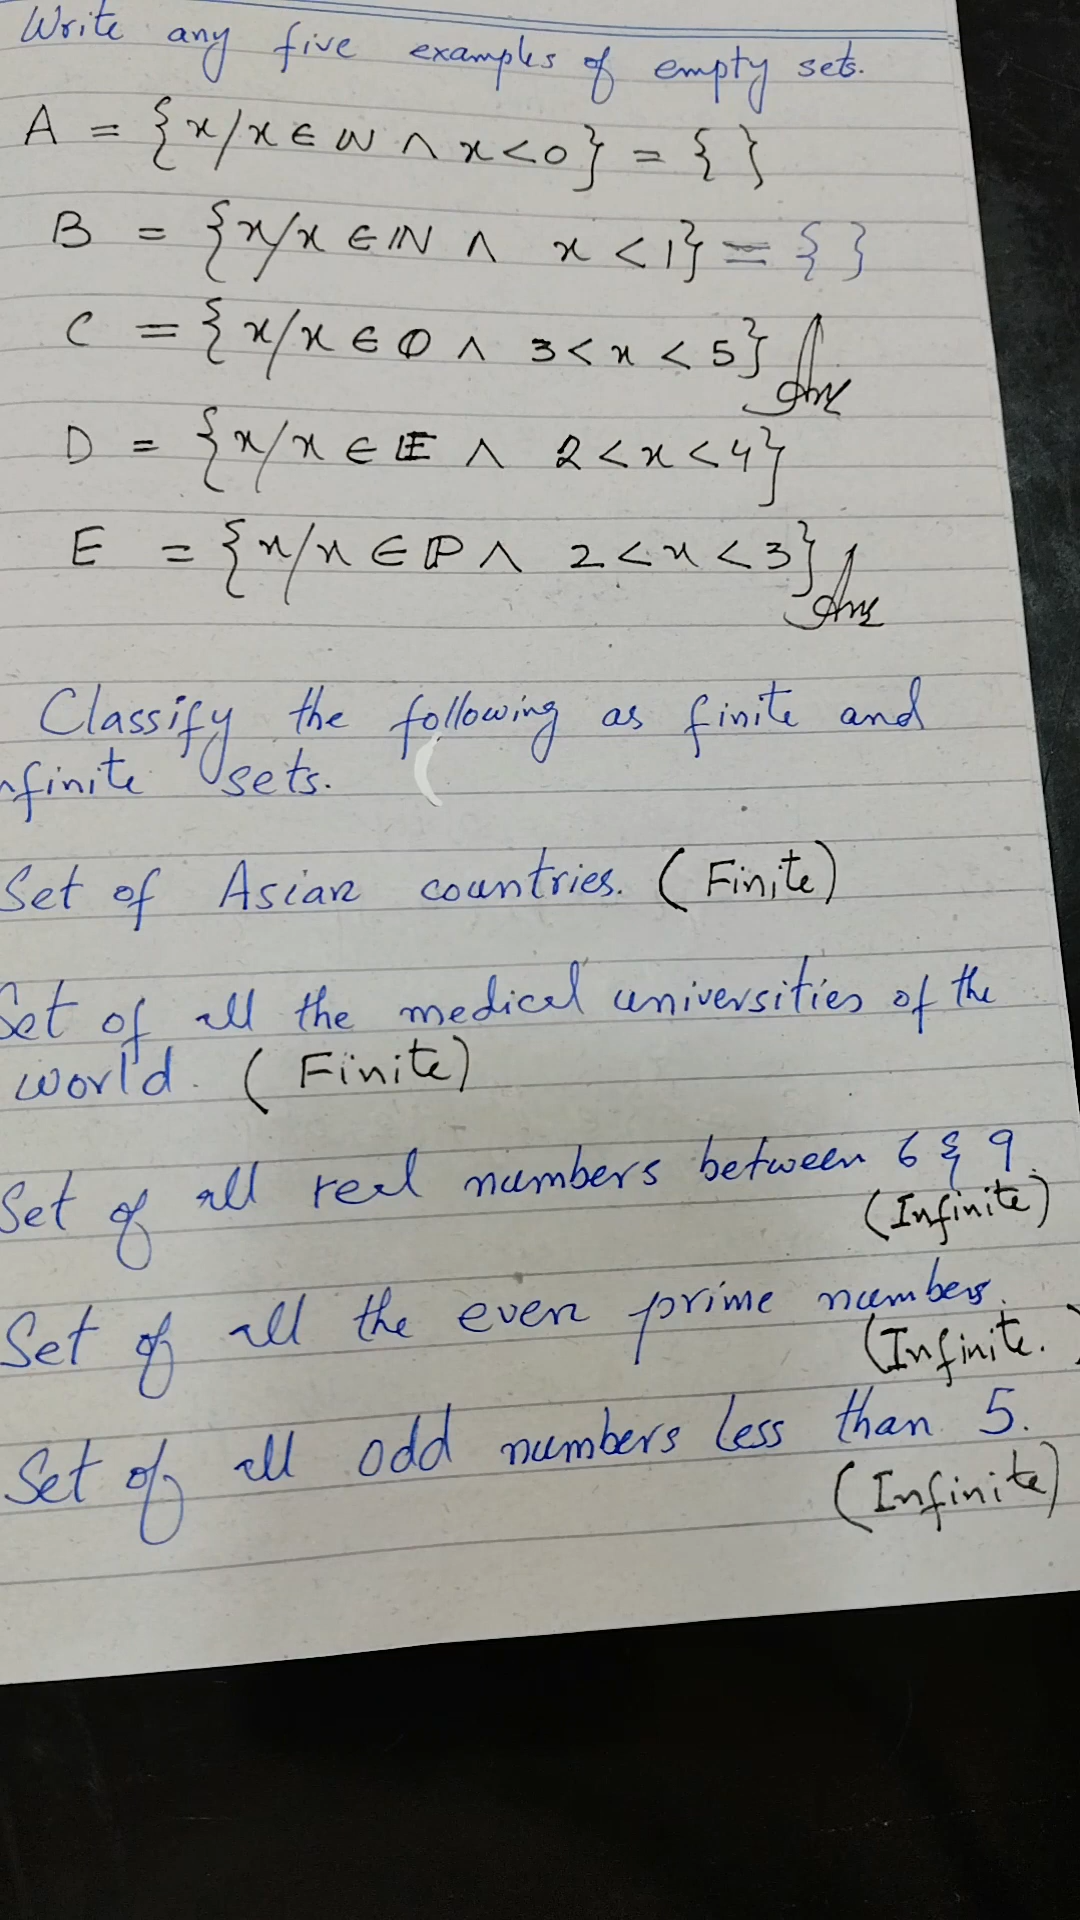 Write any five examples of empty sets.
A = {x/x ∈ W ∧ x<0} = { }
B = {x/x ∈ ℕ ∧ x < 1} = { }
C = {x/x ∈ O ∧ 3<x<5}
Ans
D = {x/x ∈ E ∧ 2<x<4}
E = {x/x ∈ ℙ ∧ 2<x<3}
Ans
Classify the following as finite and
nfinite sets.
Set of Asian countries. (Finite)
Set of all the medical universities of the
world. (Finite)
Set of all real numbers between 6 & 9.
(Infinite)
Set of all the even prime numbers.
(Infinite.)
Set of all odd numbers less than 5.
(Infinite)